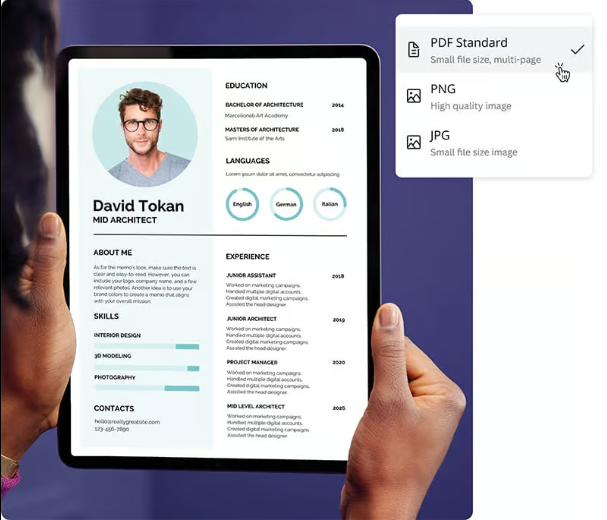 PDF Standard
Small file size, multi-page
PNG
High quality image
JPG
Small file size image
David Tokan
MID ARCHITECT
ABOUT ME
As for the memo's look, make sure the text is
clear and easy-to-read. However, you can
include your logo, company name, and a few
relevant photos. Another idea is to use your
brand colors to create a memo that aligns
with your overall mission.
SKILLS
INTERIOR DESIGN
3D MODELING
PHOTOGRAPHY
CONTACTS
hello@reallygreatsite.com
123-456-7890
EDUCATION
BACHELOR OF ARCHITECTURE 2014
Marceline& Art Academy
MASTERS OF ARCHITECTURE 2018
Sam Institute of the Arts
LANGUAGES
Lorem ipsum dolor sit amet, consectetur adipiscing
English German Italian
EXPERIENCE
JUNIOR ASSISTANT 2018
Worked on marketing campaigns.
Handled multiple digital accounts.
Created digital marketing campaigns.
Assisted the head designer.
JUNIOR ARCHITECT 2019
Worked on marketing campaigns.
Handled multiple digital accounts.
Created digital marketing campaigns.
Assisted the head designer.
PROJECT MANAGER 2020
Worked on marketing campaigns.
Handled multiple digital accounts.
Created digital marketing campaigns.
Assisted the head designer.
MID LEVEL ARCHITECT
Worked on marketing campaigns.
Handled multiple digital accounts.
Created digital marketing campaigns.
Assisted the head designer.